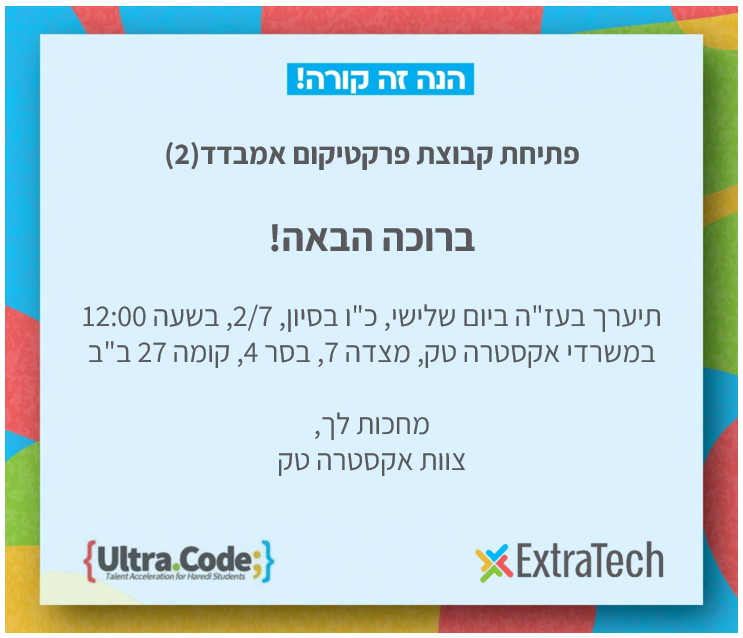 הנה זה קורה!
פתיחת קבוצת פרקטיקום אמבדד(2)
ברוכה הבאה!
תיערך בעז"ה ביום שלישי, כ"ו בסיון, 2/7, בשעה 12:00
במשרדי אקסטרה טק, מצדה 7, בסר 4, קומה 27 ב"ב
מחכות לך,
צוות אקסטרה טק
{Ultra.Code;}
Talent Acceleration for Haredi Students
ExtraTech